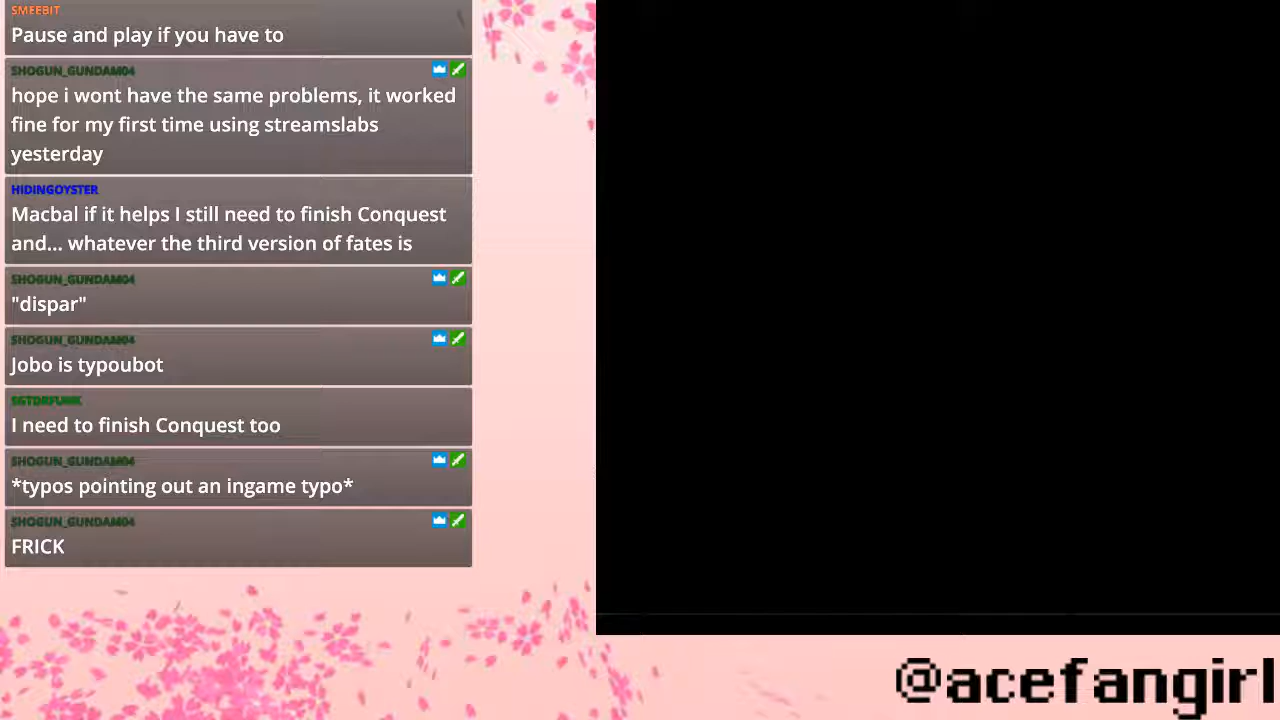 SMEEBIT
Pause and play if you have to
SHOGUN_GUNDAM04
hope i wont have the same problems, it worked
fine for my first time using streamslabs
yesterday
HIDINGOYSTER
Macbal if it helps I still need to finish Conquest
and... whatever the third version of fates is
SHOGUN_GUNDAM04
"dispar"
SHOGUN_GUNDAM04
Jobo is typoubot
SGTDRFUNK
I need to finish Conquest too
SHOGUN_GUNDAM04
*typos pointing out an ingame typo*
SHOGUN_GUNDAM04
FRICK
@acefangirl